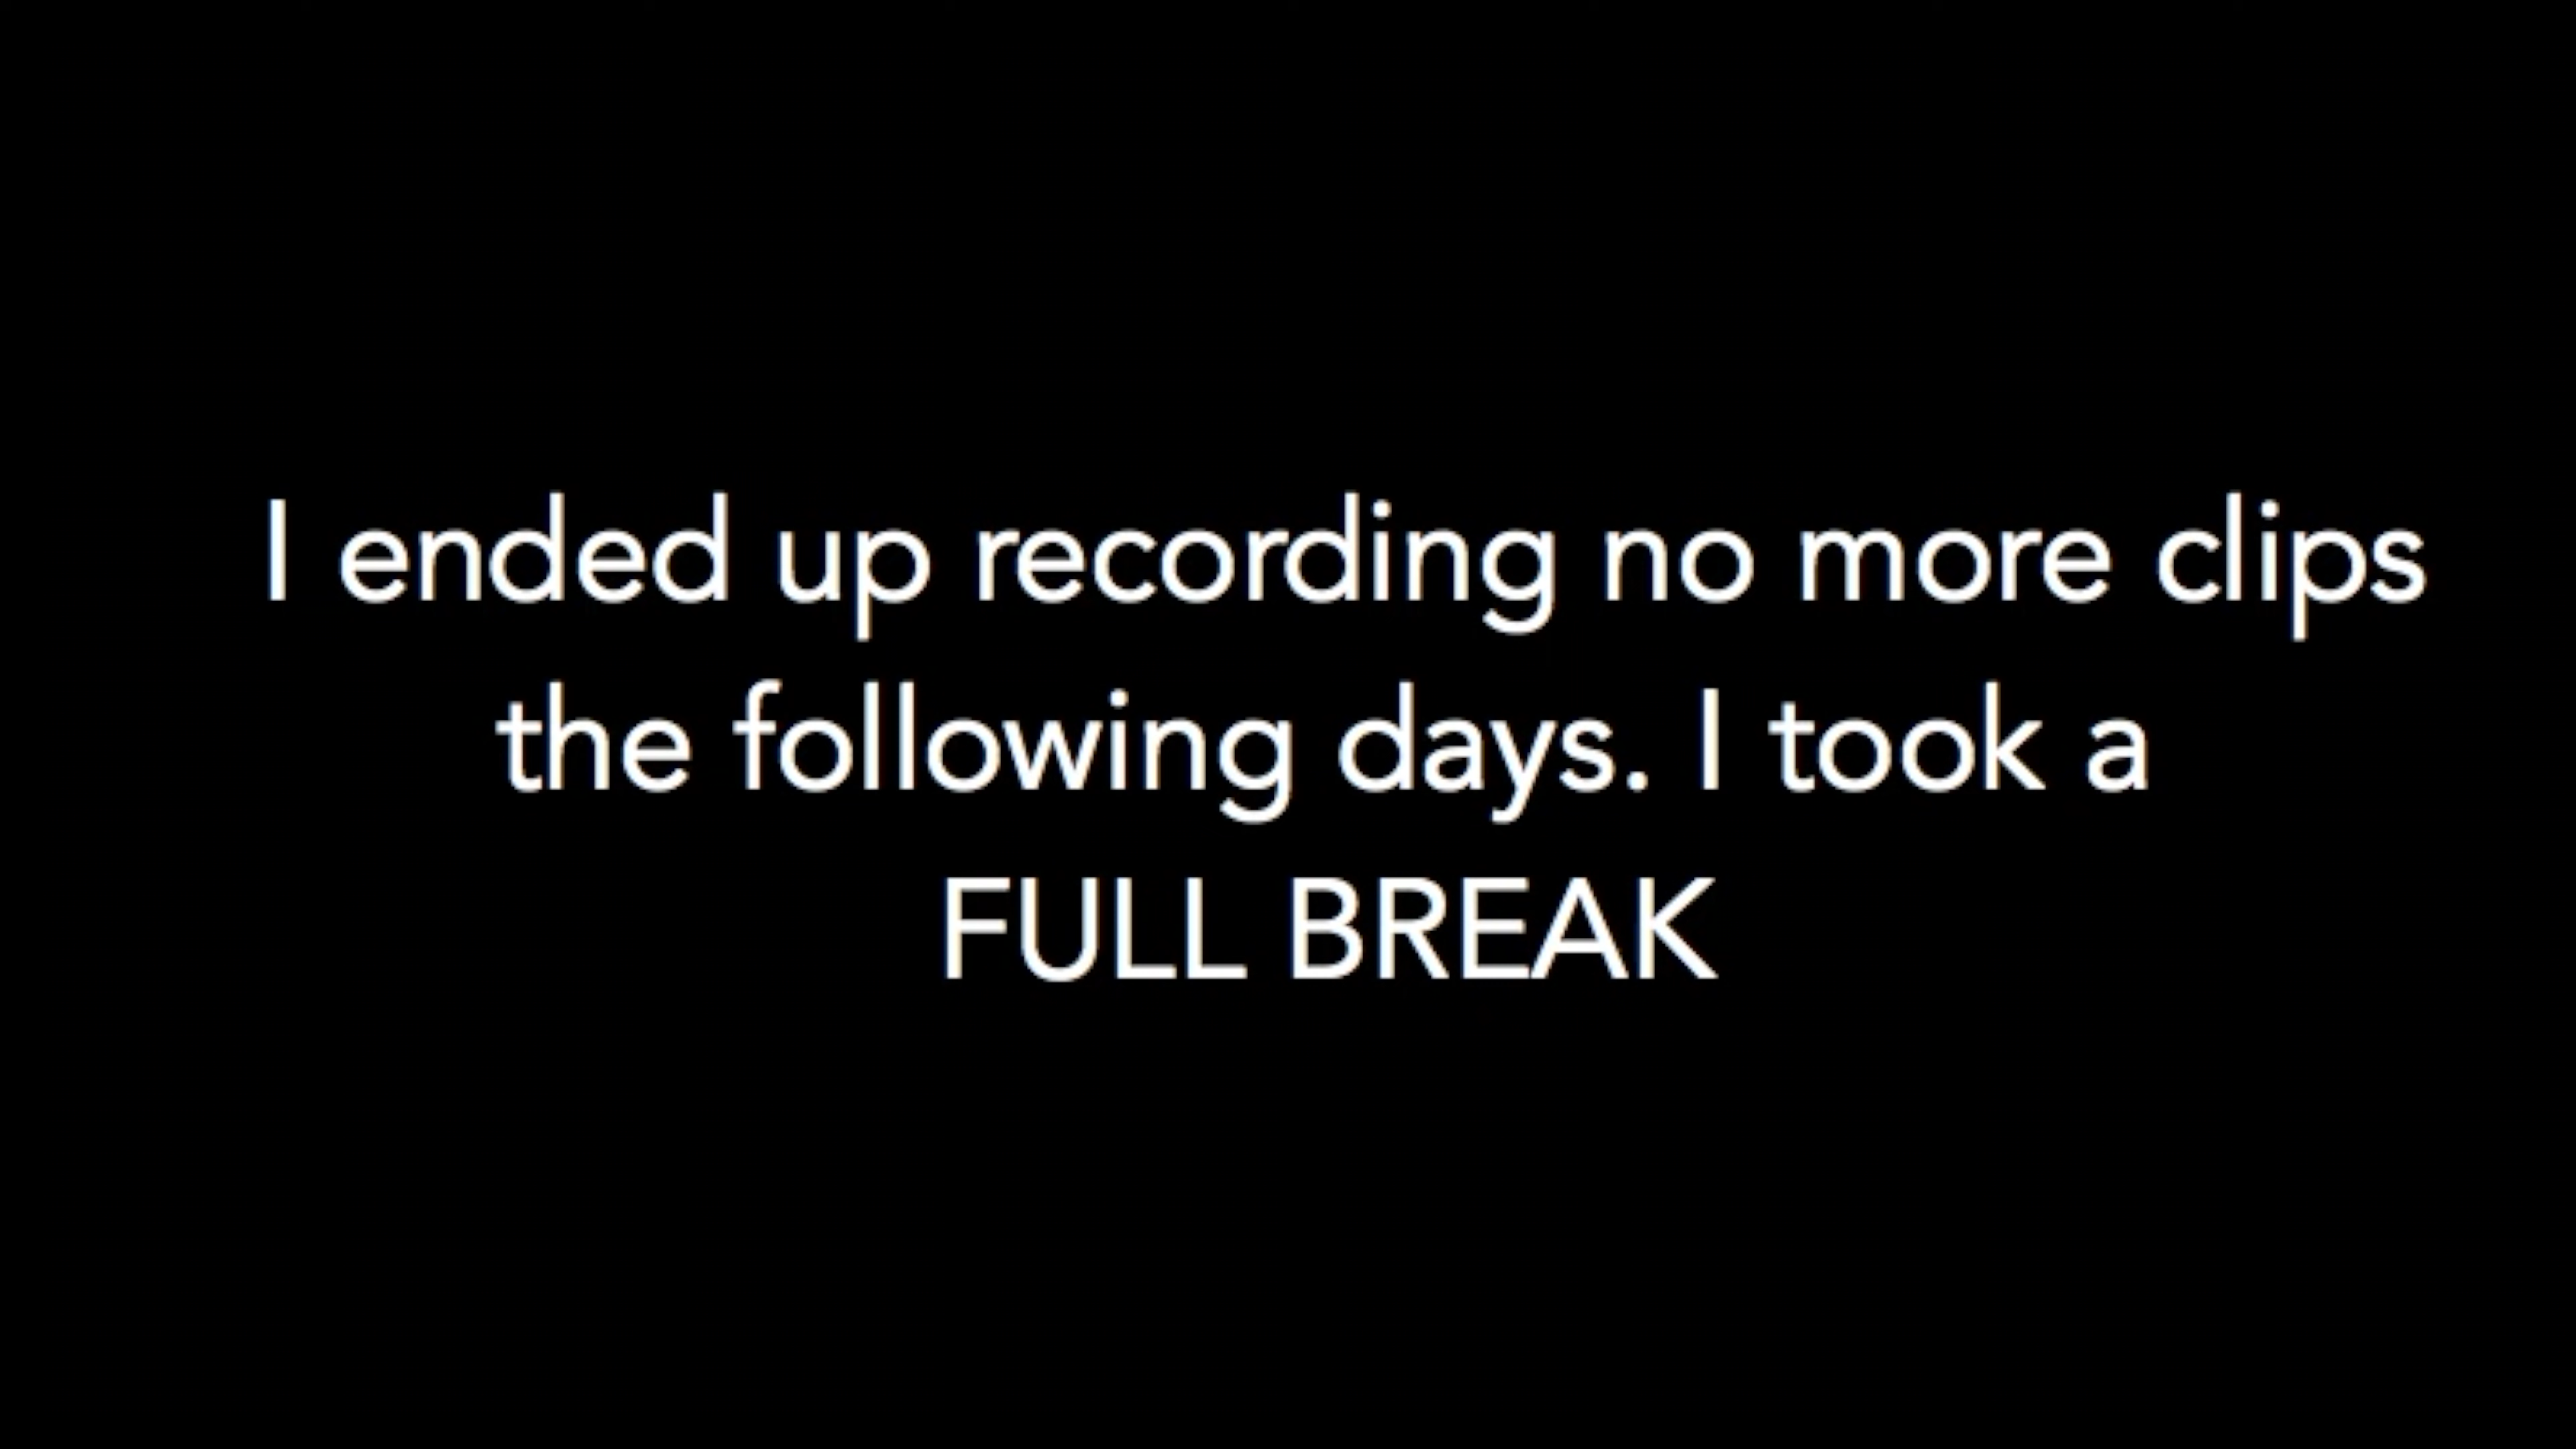 I ended up recording no more clips
the following days. I took a
FULL BREAK